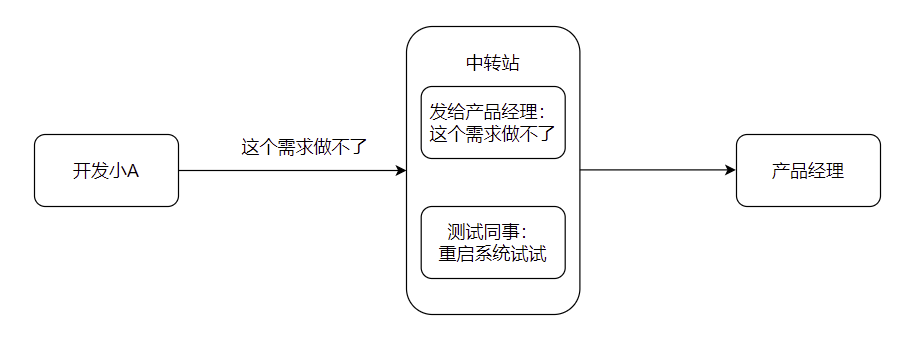 开发小A
这个需求做不了
中转站
发给产品经理：
这个需求做不了
测试同事：
重启系统试试
产品经理